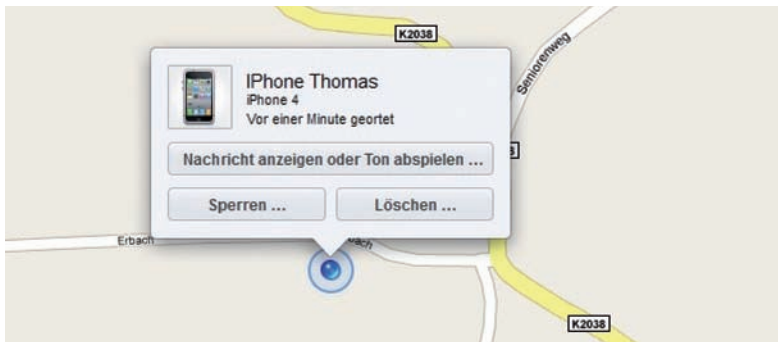 K2038
Seniorenweg
IPhone Thomas
iPhone 4
Vor einer Minute geortet
Nachricht anzeigen oder Ton abspielen ...
Sperren ...
Löschen ...
Erbach
K2038